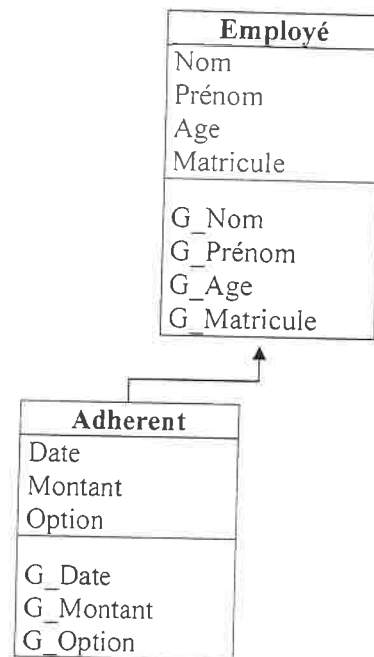 Employé
Nom
Prénom
Age
Matricule
G_Nom
G_Prénom
G_Age
G_Matricule
Adherent
Date
Montant
Option
G_Date
G_Montant
G_Option